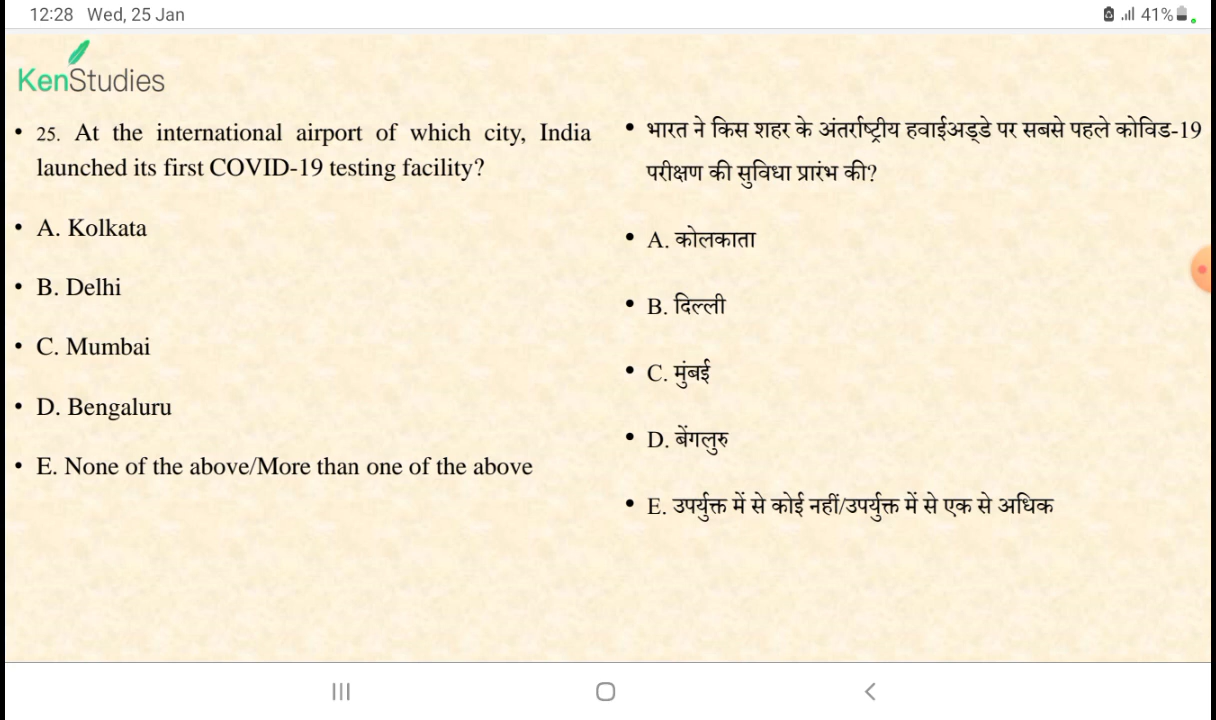 12:28 Wed, 25 Jan
41%
KenStudies
• 25. At the international airport of which city, India
launched its first COVID-19 testing facility?
• A. Kolkata
• B. Delhi
• C. Mumbai
• D. Bengaluru
• E. None of the above/More than one of the above
• भारत ने किस शहर के अंतर्राष्ट्रीय हवाईअड्डे पर सबसे पहले कोविड-19
परीक्षण की सुविधा प्रारंभ की?
• A. कोलकाता
• B. दिल्ली
• C. मुंबई
• D. बेंगलुरु
• E. उपर्युक्त में से कोई नहीं/उपर्युक्त में से एक से अधिक